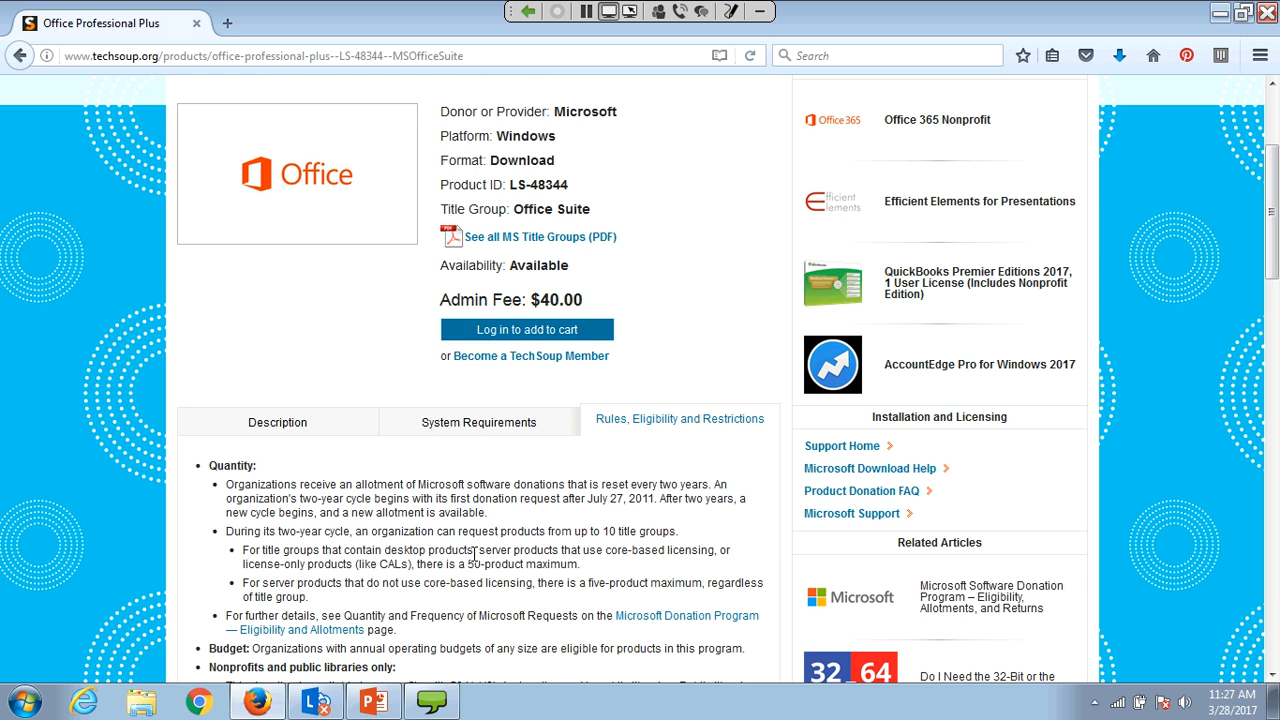 Office Professional Plus
www.techsoup.org/products/office-professional-plus--LS-48344--MSOfficeSuite
Search
Office
Donor or Provider: Microsoft
Platform: Windows
Format: Download
Product ID: LS-48344
Title Group: Office Suite
See all MS Title Groups (PDF)
Availability: Available
Admin Fee: $40.00
Log in to add to cart
or Become a TechSoup Member
Description
System Requirements
Rules, Eligibility and Restrictions
Quantity:
Organizations receive an allotment of Microsoft software donations that is reset every two years. An
organization's two-year cycle begins with its first donation request after July 27, 2011. After two years, a
new cycle begins, and a new allotment is available.
During its two-year cycle, an organization can request products from up to 10 title groups.
For title groups that contain desktop products, server products that use core-based licensing, or
license-only products (like CALs), there is a 50-product maximum.
For server products that do not use core-based licensing, there is a five-product maximum, regardless
of title group.
For further details, see Quantity and Frequency of Microsoft Requests on the Microsoft Donation Program
— Eligibility and Allotments page.
Budget: Organizations with annual operating budgets of any size are eligible for products in this program.
Nonprofits and public libraries only:
Office 365
Office 365 Nonprofit
Efficient
Elements
Efficient Elements for Presentations
QuickBooks Premier Editions 2017,
1 User License (Includes Nonprofit
Edition)
AccountEdge Pro for Windows 2017
Installation and Licensing
Support Home
Microsoft Download Help
Product Donation FAQ
Microsoft Support
Related Articles
Microsoft
Microsoft Software Donation
Program – Eligibility,
Allotments, and Returns
32 64
Do I Need the 32-Bit or the
11:27 AM
3/28/2017